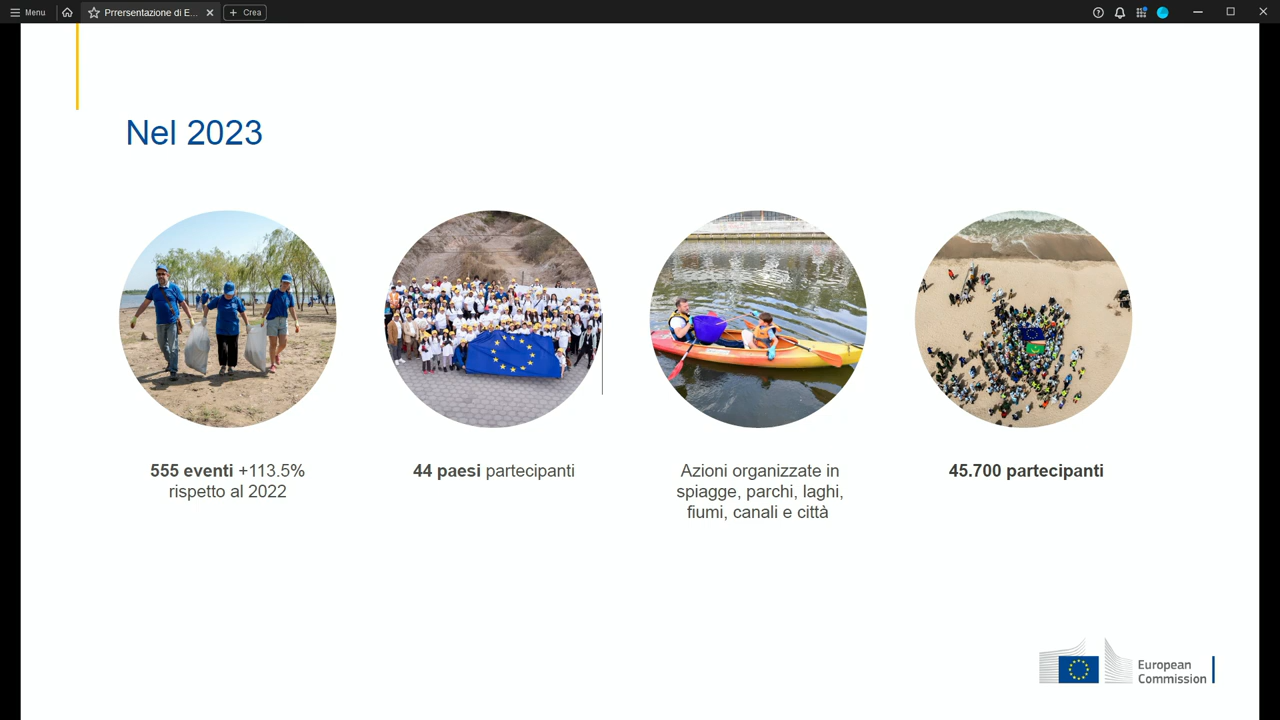 Menu
Prrersentazione di E...
Crea
Nel 2023
555 eventi +113.5%
rispetto al 2022
44 paesi partecipanti
Azioni organizzate in
spiagge, parchi, laghi,
fiumi, canali e città
45.700 partecipanti
European
Commission